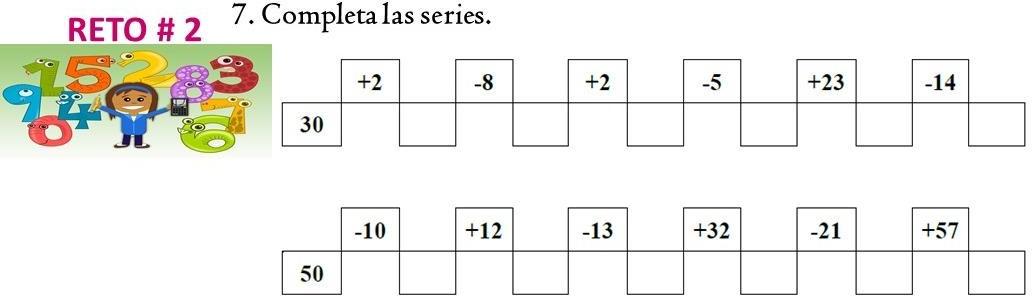 RETO # 2
7. Completa las series.
+2 -8 +2 -5 +23 -14
30
-10 +12 -13 +32 -21 +57
50